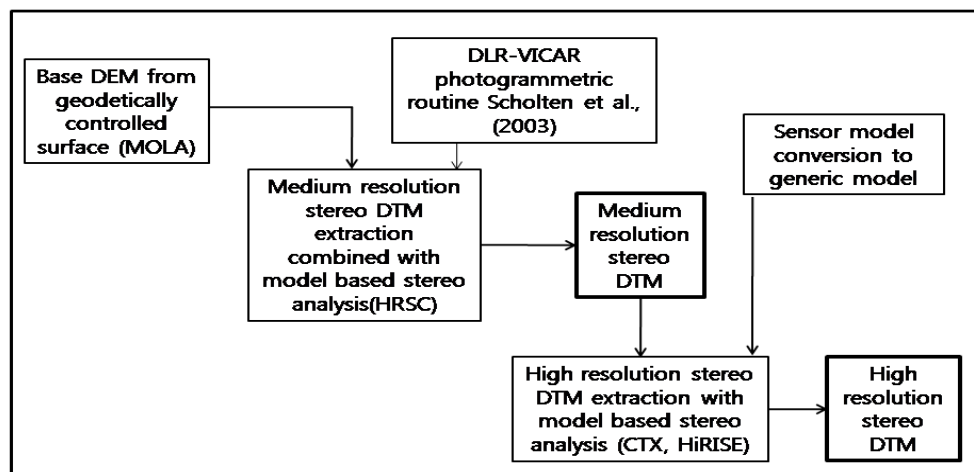 Base DEM from
geodetically
controlled
surface (MOLA)
DLR-VICAR
photogrammetric
routine Scholten et al.,
(2003)
Sensor model
conversion to
generic model
Medium resolution
stereo DTM
extraction
combined with
model based stereo
analysis(HRSC)
Medium
resolution
stereo
DTM
High resolution stereo
DTM extraction with
model based stereo
analysis (CTX, HiRISE)
High
resolution
stereo
DTM